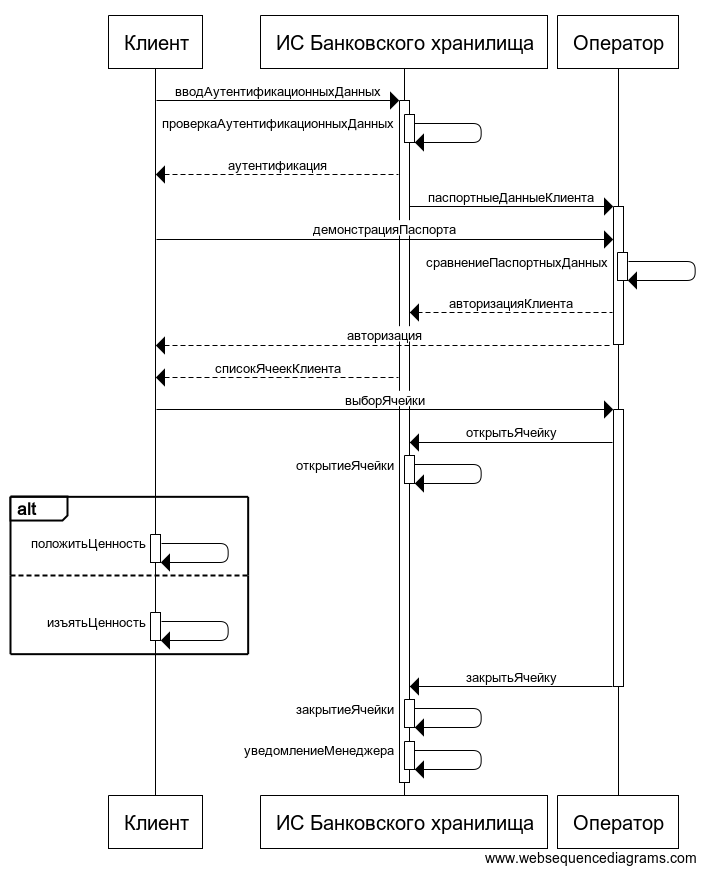 Клиент
ИС Банковского хранилища
Оператор
вводАутентификационныхДанных
проверкаАутентификационныхДанных
аутентификация
паспортныеДанныеКлиента
демонстрацияПаспорта
сравнениеПаспортныхДанных
авторизацияКлиента
авторизация
списокЯчеекКлиента
выборЯчейки
открытьЯчейку
открытиеЯчейки
alt
положитьЦенность
изъятьЦенность
закрытьЯчейку
закрытиеЯчейки
уведомлениеМенеджера
Клиент
ИС Банковского хранилища
Оператор
www.websequencediagrams.com